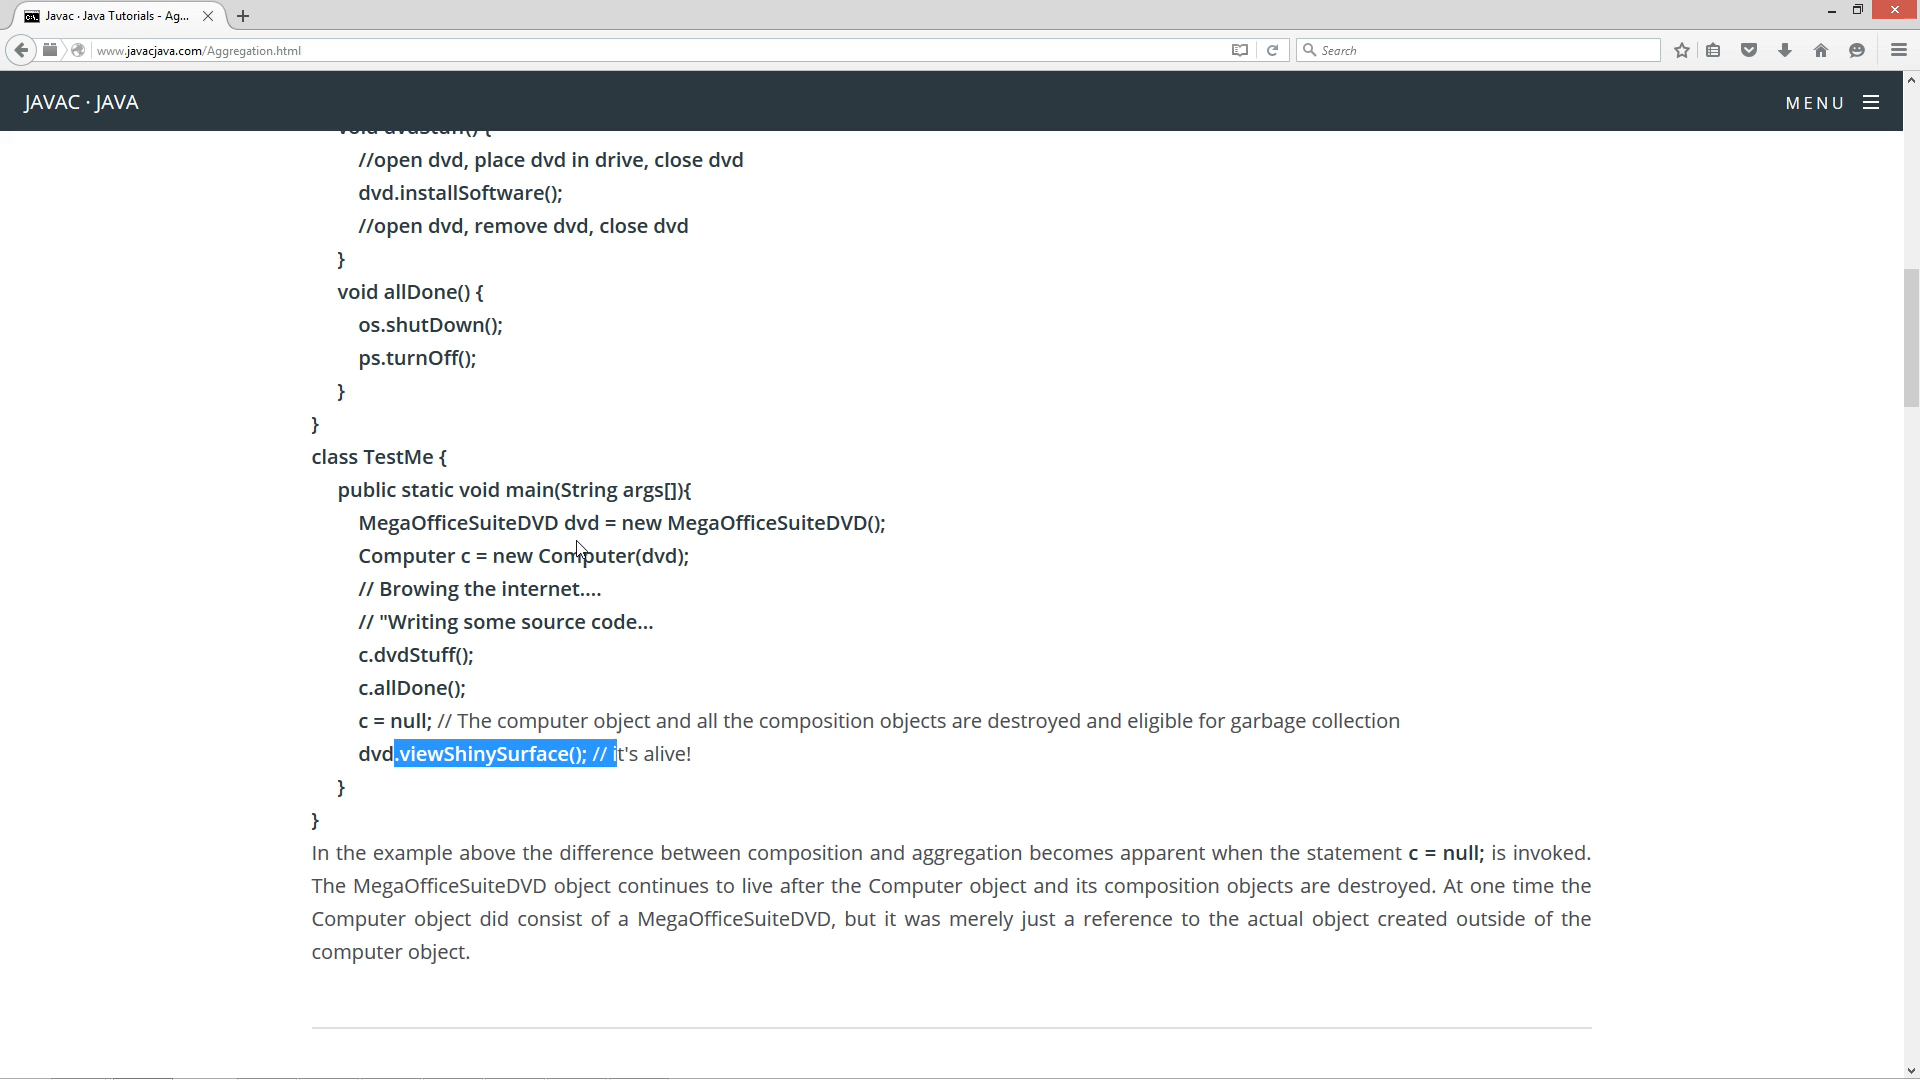 Javac · Java Tutorials - Ag...
www.javacjava.com/Aggregation.html
Search
JAVAC · JAVA
MENU
void dvdStuff() {
//open dvd, place dvd in drive, close dvd
dvd.installSoftware();
//open dvd, remove dvd, close dvd
}
void allDone() {
os.shutDown();
ps.turnOff();
}
}
class TestMe {
public static void main(String args[]){
MegaOfficeSuiteDVD dvd = new MegaOfficeSuiteDVD();
Computer c = new Computer(dvd);
// Browing the internet....
// "Writing some source code...
c.dvdStuff();
c.allDone();
c = null; // The computer object and all the composition objects are destroyed and eligible for garbage collection
dvd.viewShinySurface(); // it's alive!
}
}
In the example above the difference between composition and aggregation becomes apparent when the statement c = null; is invoked.
The MegaOfficeSuiteDVD object continues to live after the Computer object and its composition objects are destroyed. At one time the
Computer object did consist of a MegaOfficeSuiteDVD, but it was merely just a reference to the actual object created outside of the
computer object.